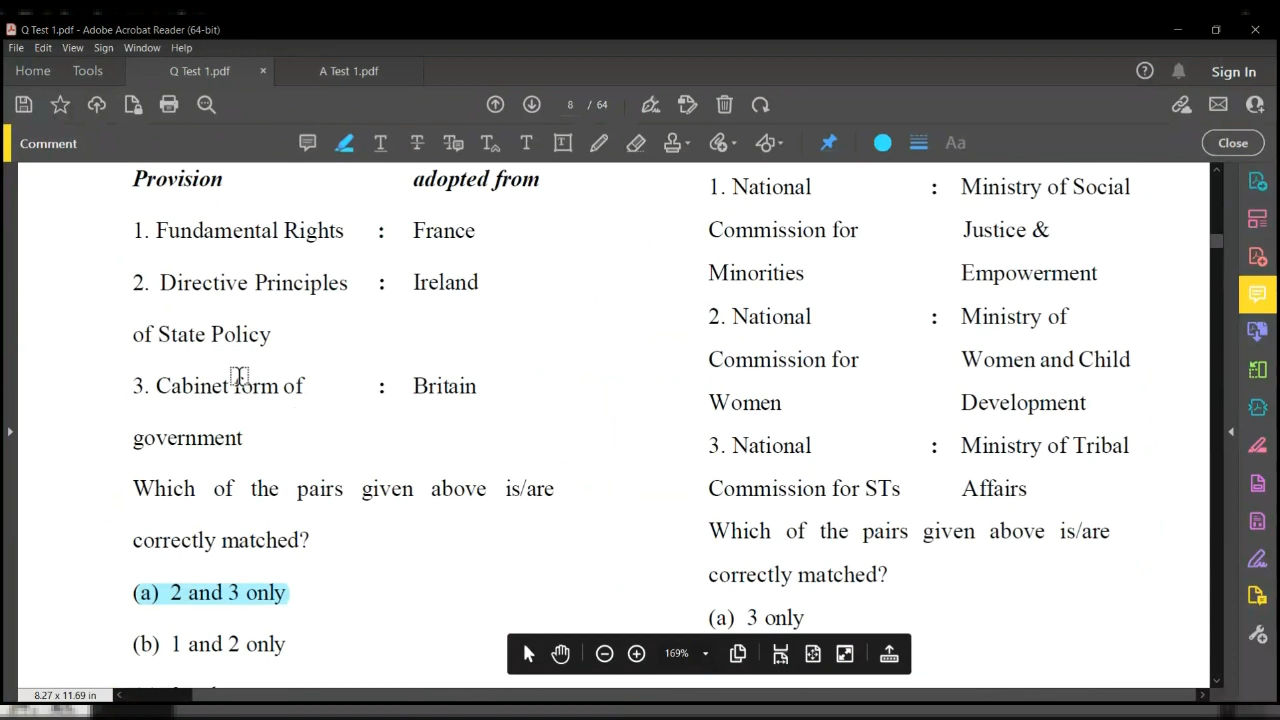 Q Test 1.pdf - Adobe Acrobat Reader (64-bit)
File Edit View Sign Window Help
Home Tools Q Test 1.pdf × A Test 1.pdf Sign In
8 / 64
Comment Close
Provision adopted from
1. Fundamental Rights : France
2. Directive Principles : Ireland
of State Policy
3. Cabinet form of : Britain
government
Which of the pairs given above is/are
correctly matched?
(a) 2 and 3 only
(b) 1 and 2 only
1. National : Ministry of Social
Commission for Justice &
Minorities Empowerment
2. National : Ministry of
Commission for Women and Child
Women Development
3. National : Ministry of Tribal
Commission for STs Affairs
Which of the pairs given above is/are
correctly matched?
(a) 3 only
169%
8.27 x 11.69 in